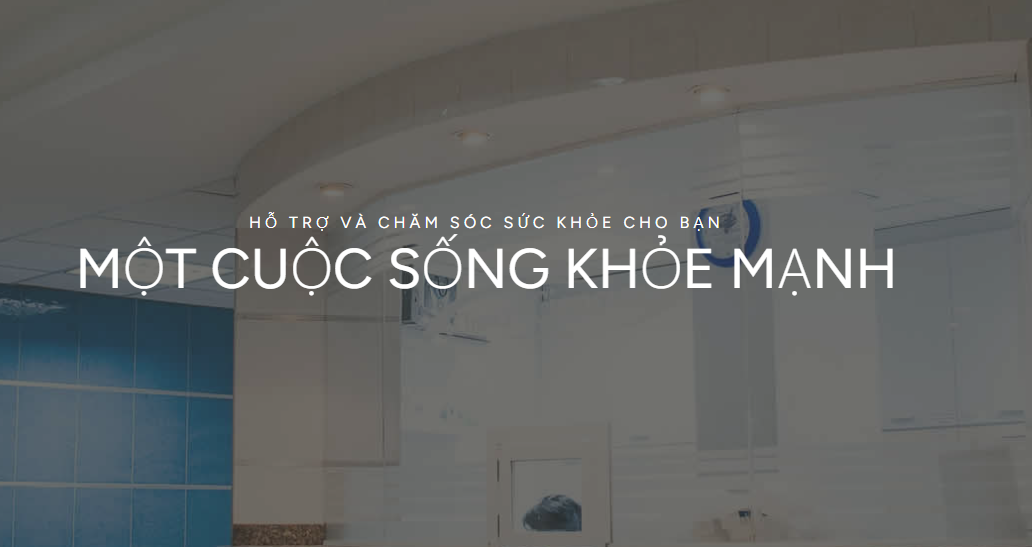 HỖ TRỢ VÀ CHĂM SÓC SỨC KHỎE CHO BẠN
MỘT CUỘC SỐNG KHỎE MẠNH